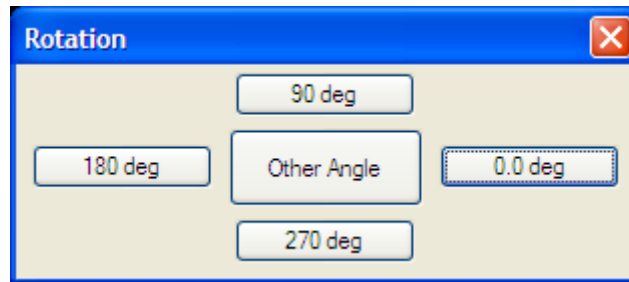 Rotation
90 deg
180 deg
Other Angle
0.0 deg
270 deg